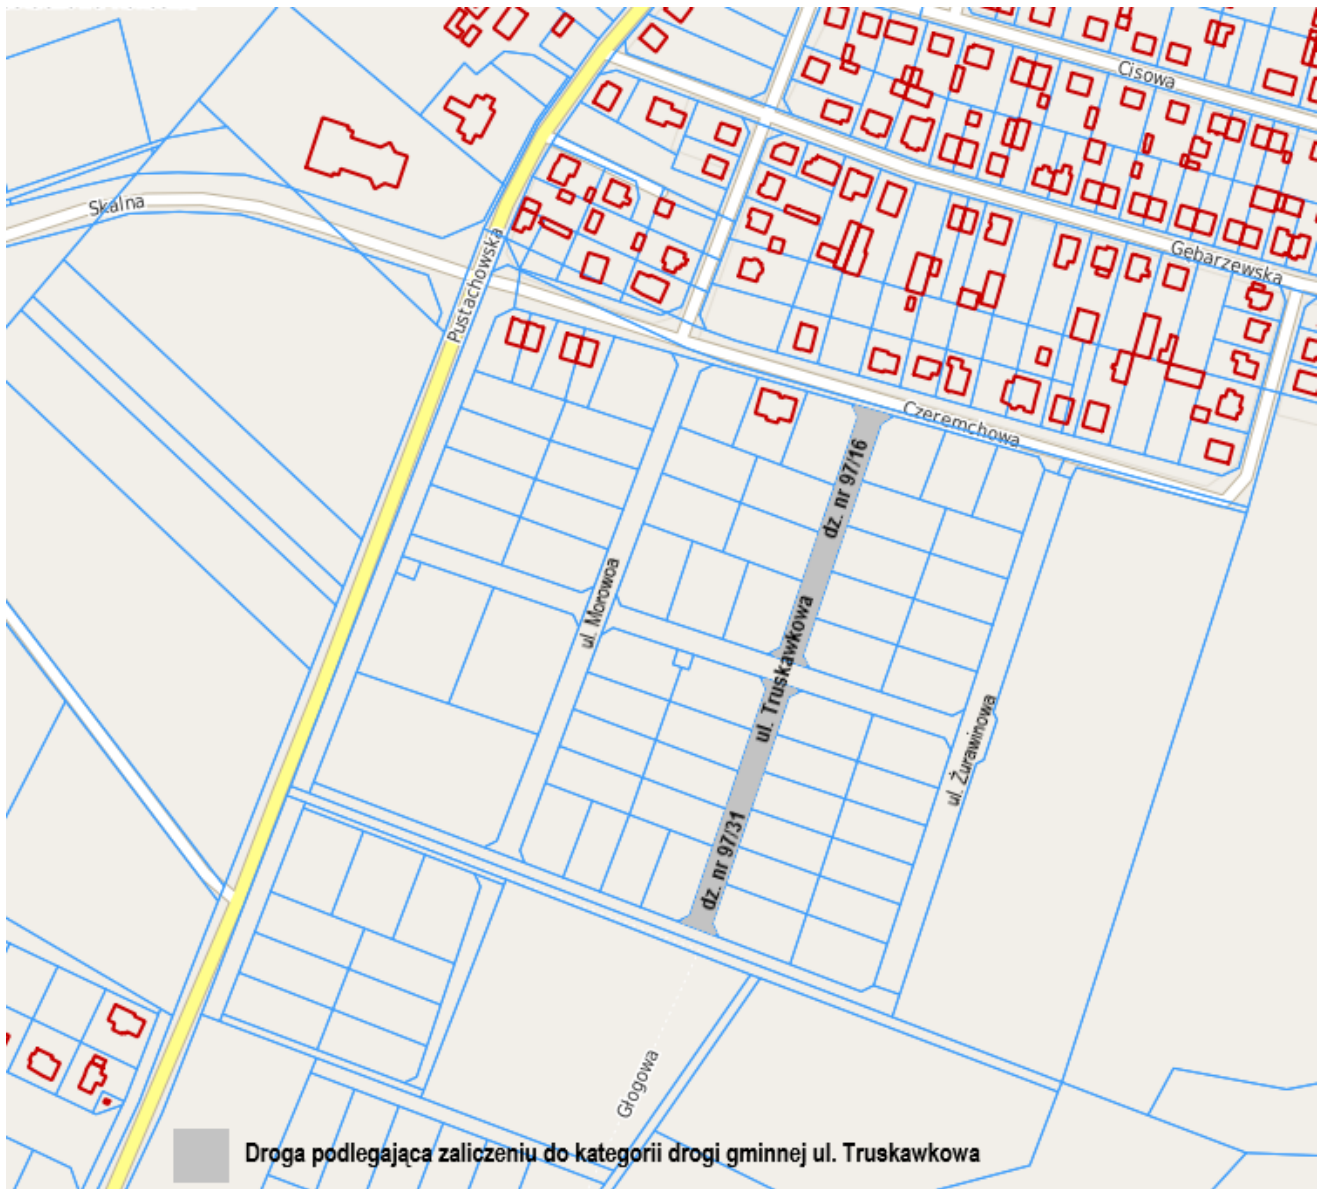 Cisowa
Skalna
Pustachowska
Gębarzewska
Czeremchowa
dz. nr 97/16
ul. Morowoa
ul. Truskawkowa
ul. Żurawinowa
dz. nr 97/31
Głogowa
Droga podlegająca zaliczeniu do kategorii drogi gminnej ul. Truskawkowa